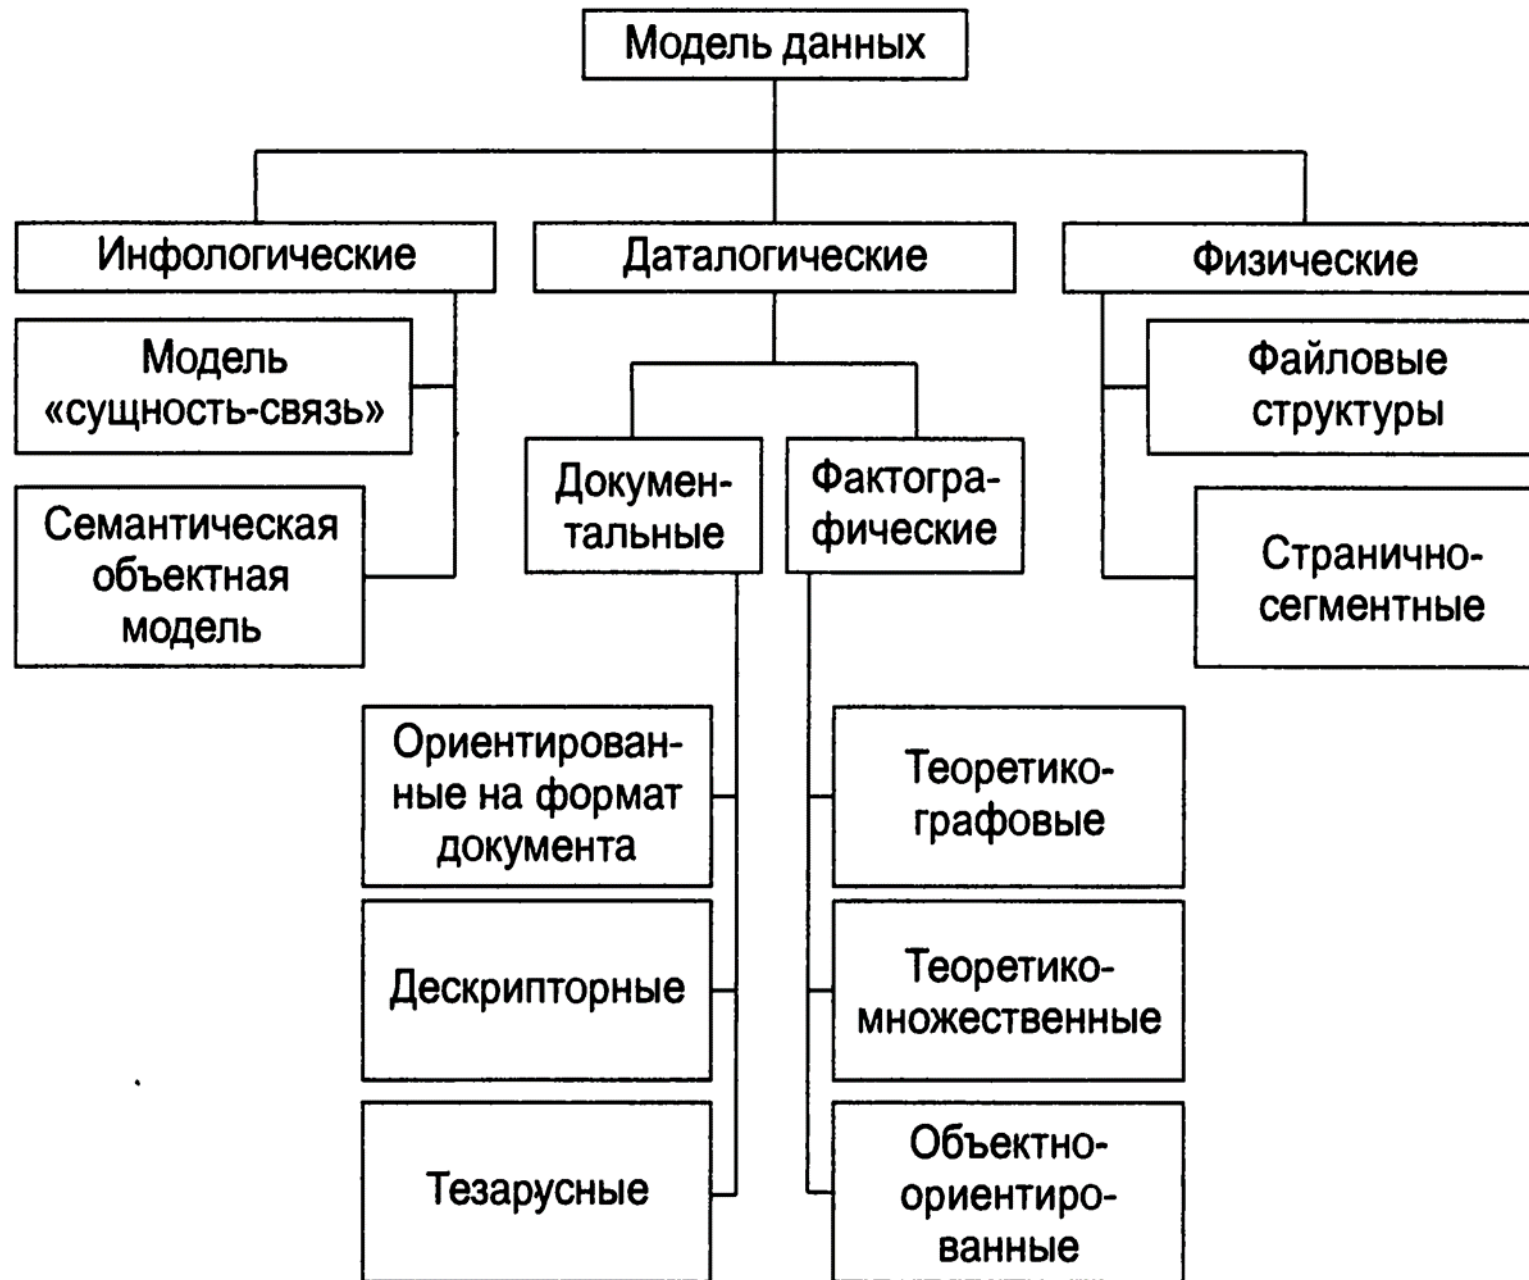 Модель данных
Инфологические
Даталогические
Физические
Модель
«сущность-связь»
Семантическая
объектная
модель
Докумен-
тальные
Фактогра-
фические
Файловые
структуры
Странично-
сегментные
Ориентирован-
ные на формат
документа
Дескрипторные
Тезарусные
Теоретико-
графовые
Теоретико-
множественные
Объектно-
ориентиро-
ванные